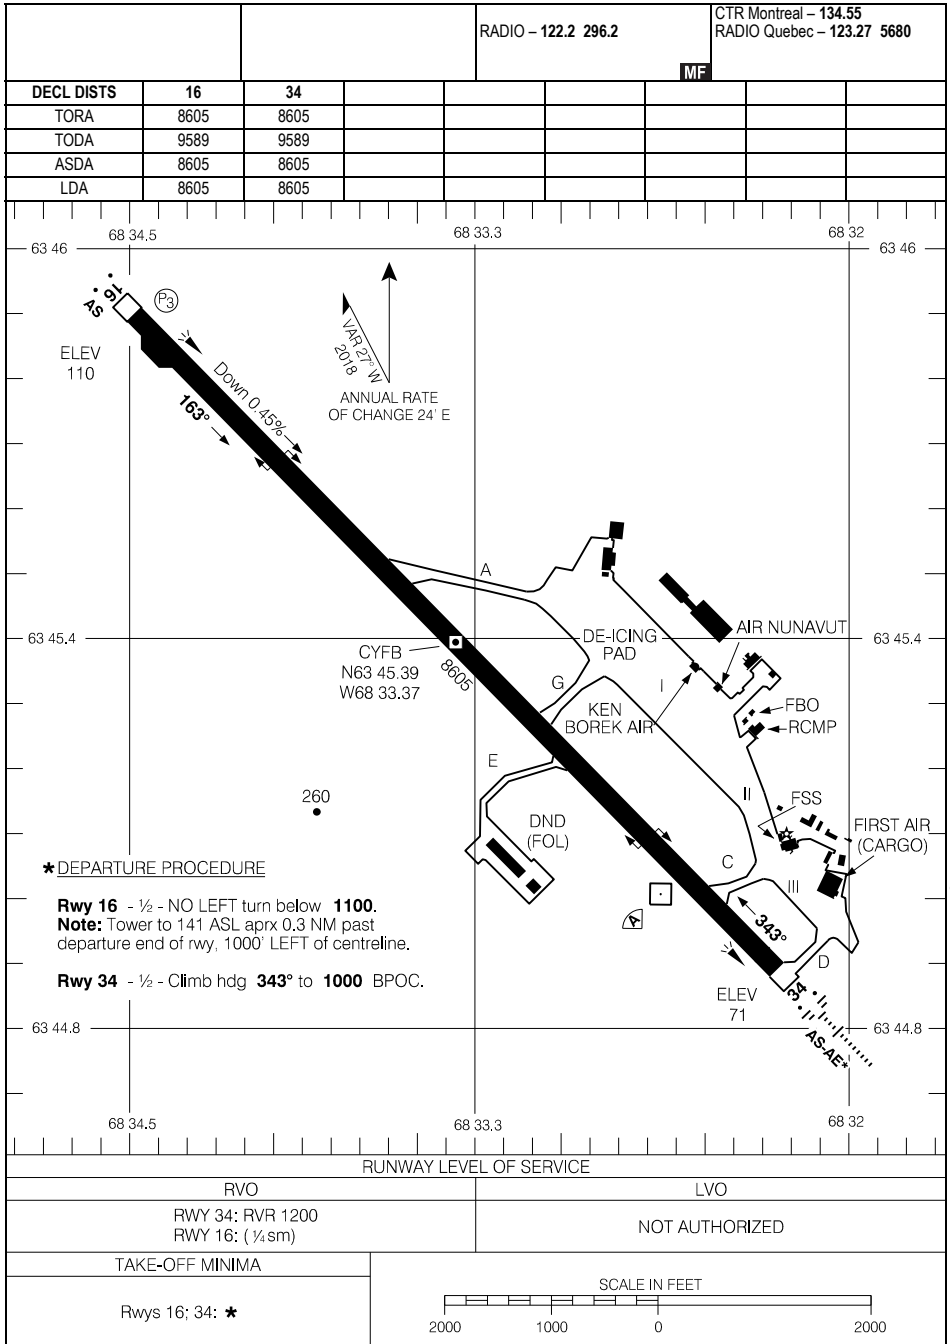 RADIO – 122.2 296.2
MF
CTR Montreal – 134.55
RADIO Quebec – 123.27 5680
DECL DISTS 16 34
TORA 8605 8605
TODA 9589 9589
ASDA 8605 8605
LDA 8605 8605
68 34.5 68 33.3 68 32
63 46 63 46
16
AS
P3
ELEV
110
VAR 27° W
2018
ANNUAL RATE
OF CHANGE 24' E
Down 0.45%
163°
A
63 45.4 63 45.4
CYFB
N63 45.39
W68 33.37
8605
DE-ICING
PAD
AIR NUNAVUT
I
G
KEN
BOREK AIR
FBO
RCMP
E
II
260
DND
(FOL)
FSS
FIRST AIR
(CARGO)
C
III
A
343°
D
* DEPARTURE PROCEDURE
Rwy 16 - ½ - NO LEFT turn below 1100.
Note: Tower to 141 ASL aprx 0.3 NM past
departure end of rwy, 1000' LEFT of centreline.
Rwy 34 - ½ - Climb hdg 343° to 1000 BPOC.
ELEV
71
34
AS-AE*
63 44.8 63 44.8
68 34.5 68 33.3 68 32
RUNWAY LEVEL OF SERVICE
RVO LVO
RWY 34: RVR 1200
RWY 16: ( ¼ sm)
NOT AUTHORIZED
TAKE-OFF MINIMA
Rwys 16; 34: *
SCALE IN FEET
2000 1000 0 2000